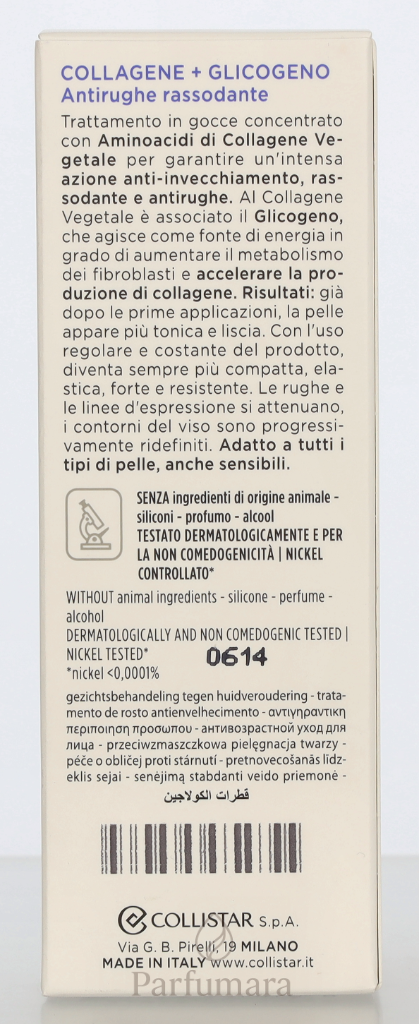 COLLAGENE + GLICOGENO
Antirughe rassodante
Trattamento in gocce concentrato
con Aminoacidi di Collagene Ve-
getale per garantire un'intensa
azione anti-invecchiamento, ras-
sodante e antirughe. Al Collagene
Vegetale è associato il Glicogeno,
che agisce come fonte di energia in
grado di aumentare il metabolismo
dei fibroblasti e accelerare la pro-
duzione di collagene. Risultati: già
dopo le prime applicazioni, la pelle
appare più tonica e liscia. Con l'uso
regolare e costante del prodotto,
diventa sempre più compatta, ela-
stica, forte e resistente. Le rughe e
le linee d'espressione si attenuano,
i contorni del viso sono progressi-
vamente ridefiniti. Adatto a tutti i
tipi di pelle, anche sensibili.
SENZA ingredienti di origine animale -
siliconi - profumo - alcool
TESTATO DERMATOLOGICAMENTE E PER
LA NON COMEDOGENICITÀ | NICKEL
CONTROLLATO*
WITHOUT animal ingredients - silicone - perfume -
alcohol
DERMATOLOGICALLY AND NON COMEDOGENIC TESTED |
NICKEL TESTED*
0614
*nickel <0,0001%
gezichtsbehandeling tegen huidveroudering - trata-
mento de rosto antienvelhecimento - αντιγηραντική
περιποίηση προσώπου - антивозрастной уход для
лица - przeciwzmarszczkowa pielęgnacja twarzy -
péče o obličej proti stárnutí - pretnovecošanās līdz-
eklis sejai - senėjimą stabdanti veido priemonė -
قطرات الكولاجين
COLLISTAR S.p.A.
Via G. B. Pirelli, 19 MILANO
MADE IN ITALY www.collistar.it
Parfumara